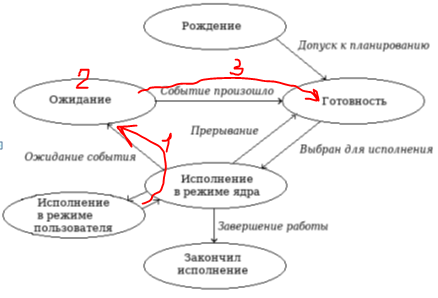 Рождение
Допуск к планированию
2
3
Ожидание
Событие произошло
Готовность
Прерывание
1
Выбран для исполнения
Ожидание события
Исполнение
в режиме ядра
Исполнение
в режиме
пользователя
Завершение работы
Закончил
исполнение